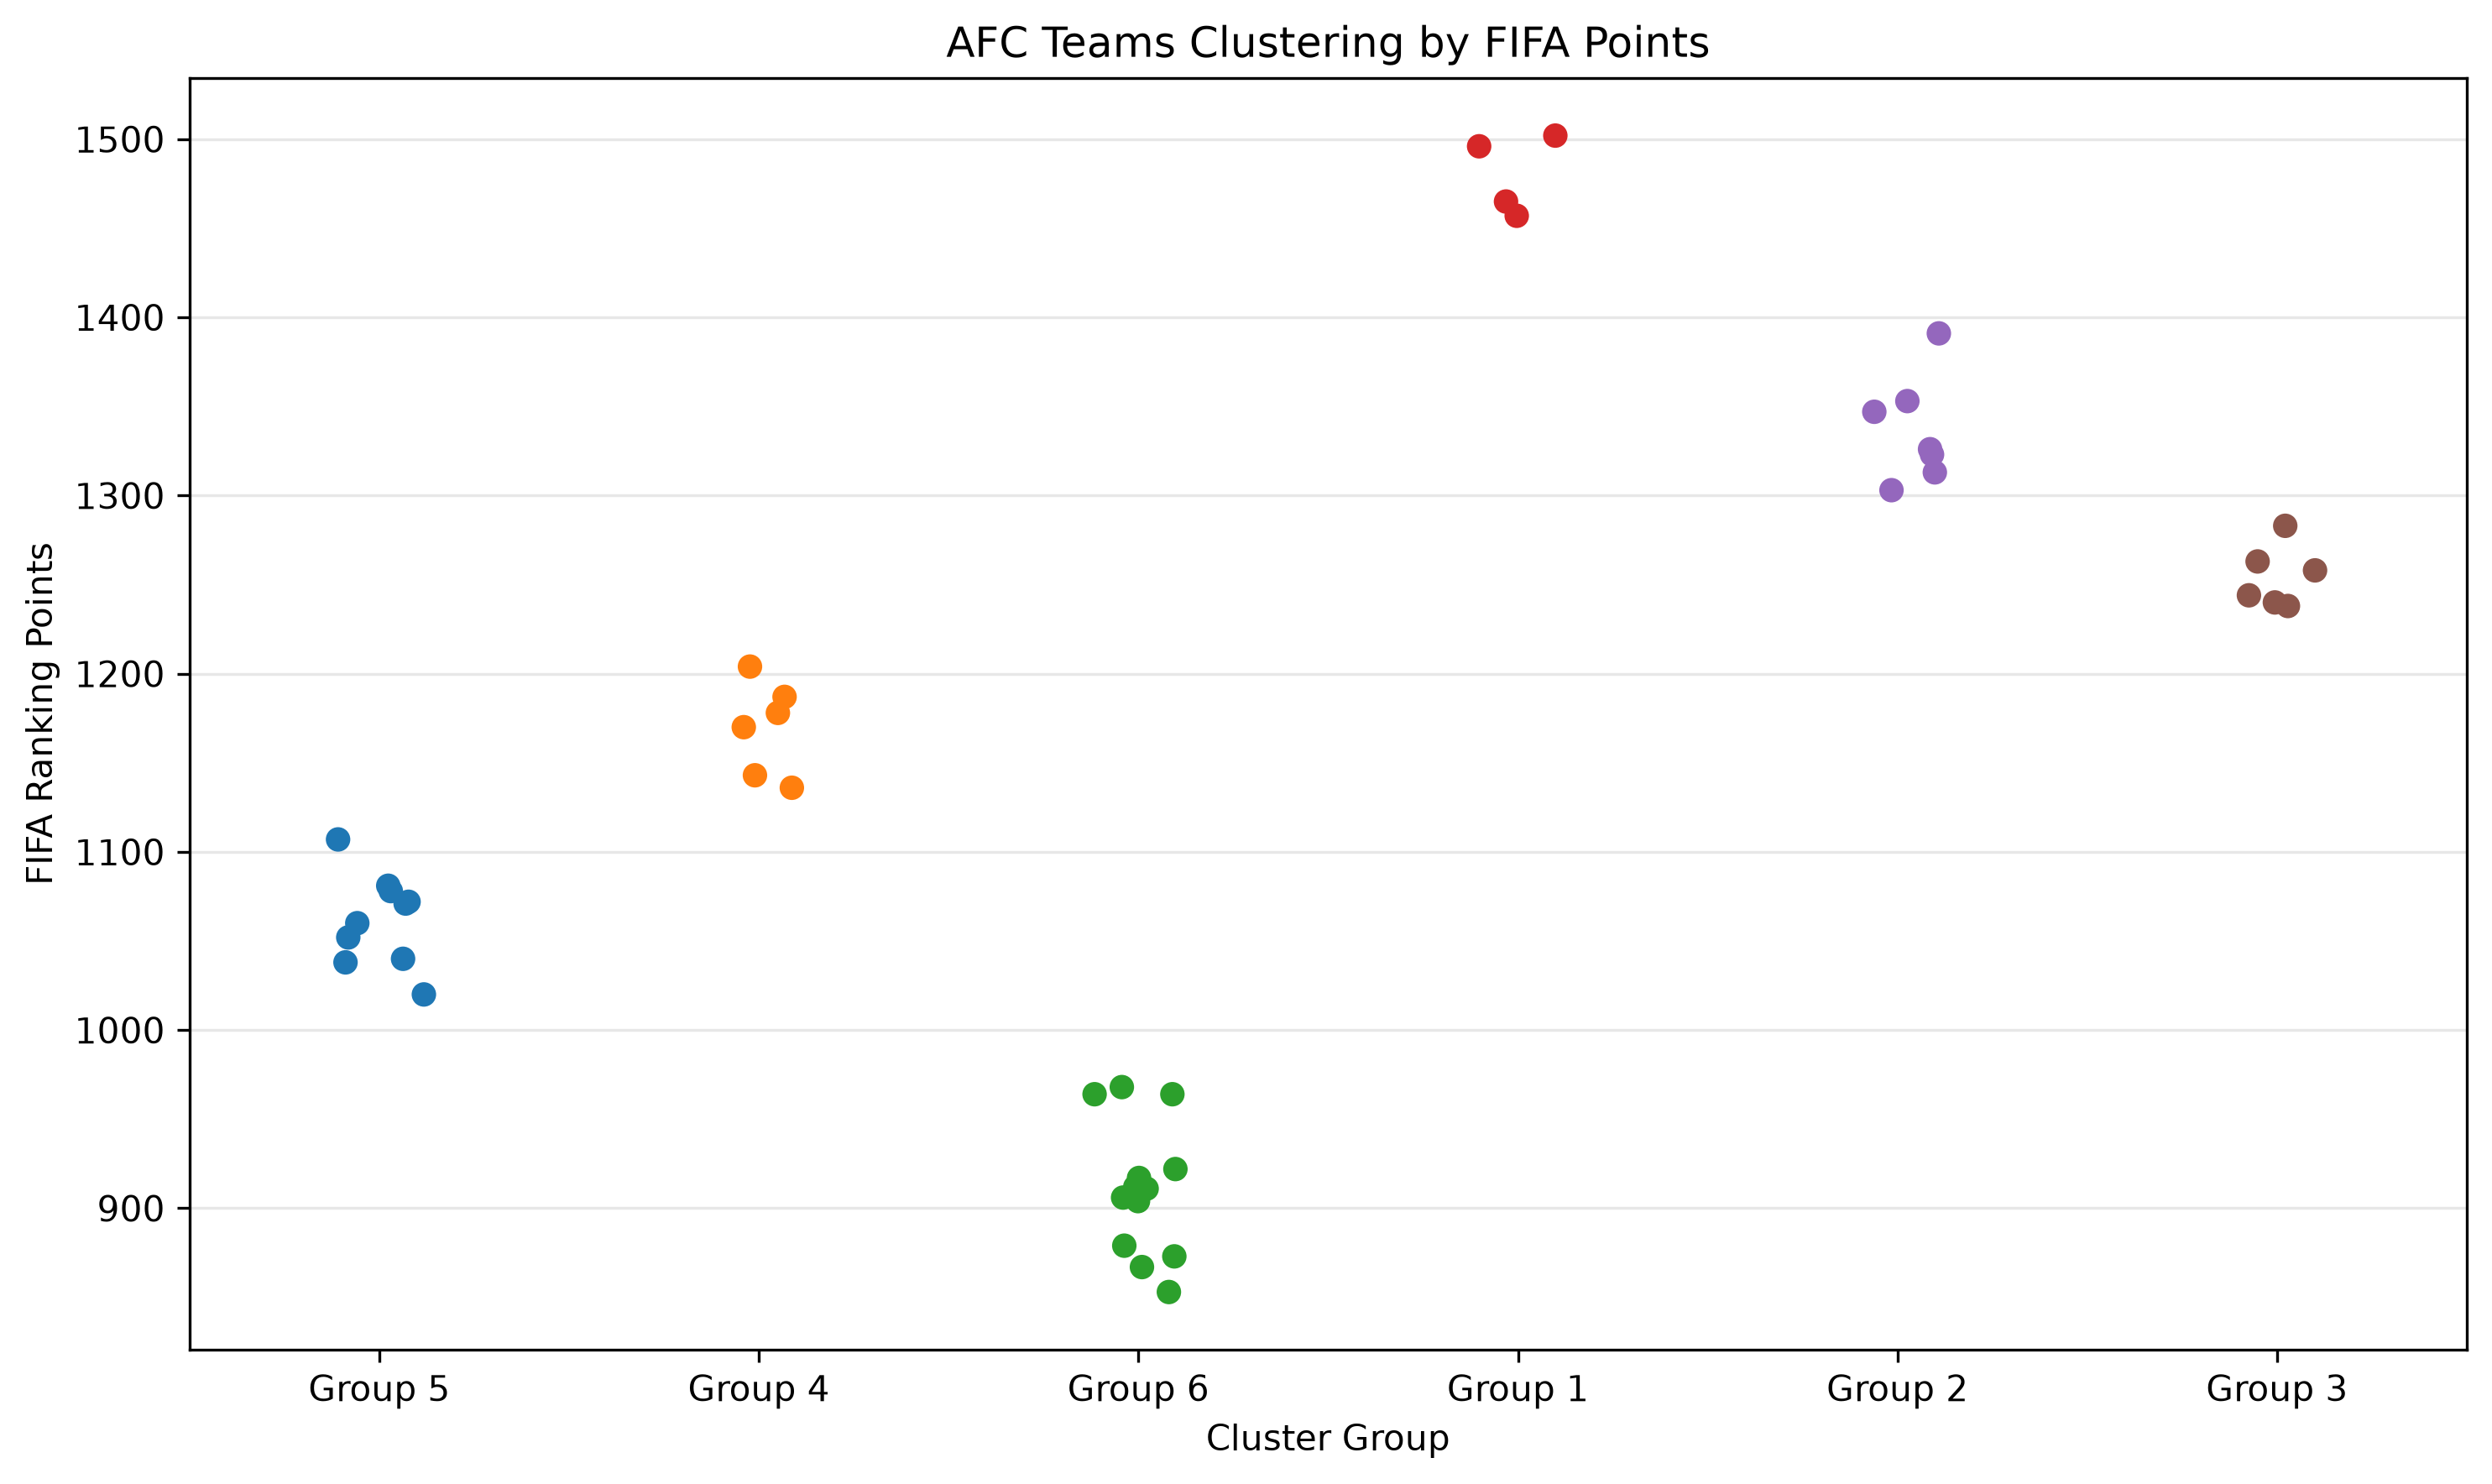 AFC Teams Clustering by FIFA Points
FIFA Ranking Points
1500
1400
1300
1200
1100
1000
900
Group 5
Group 4
Group 6
Group 1
Group 2
Group 3
Cluster Group